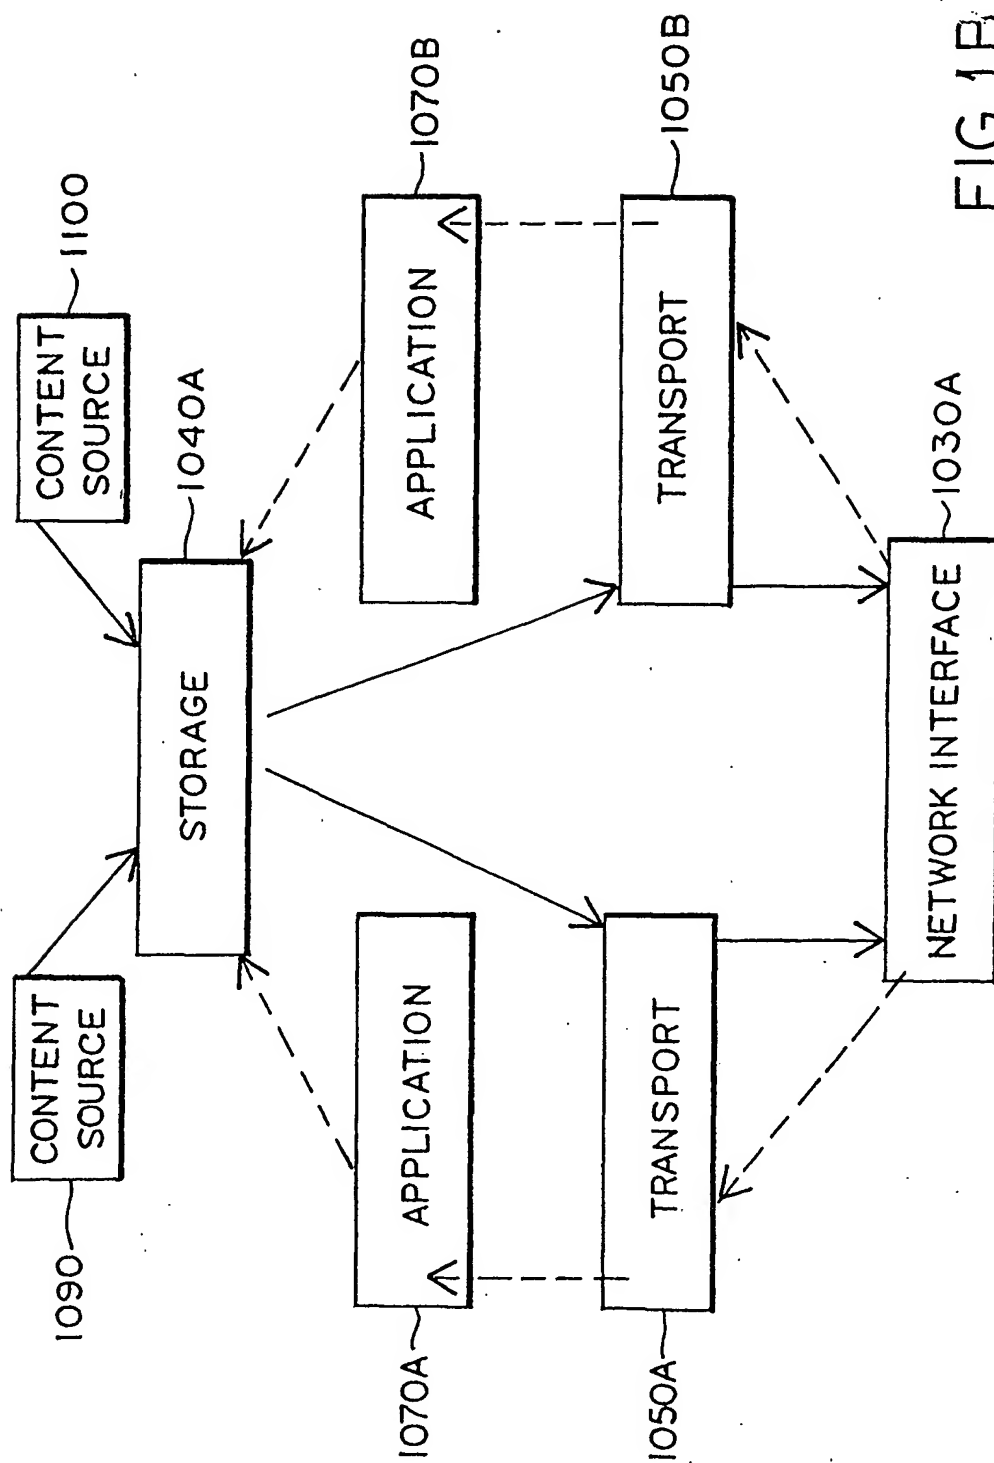 1090
CONTENT
SOURCE
CONTENT
SOURCE
1100
STORAGE
1040A
1070A
APPLICATION
APPLICATION
1070B
1050A
TRANSPORT
TRANSPORT
1050B
NETWORK INTERFACE
1030A
FIG 1B